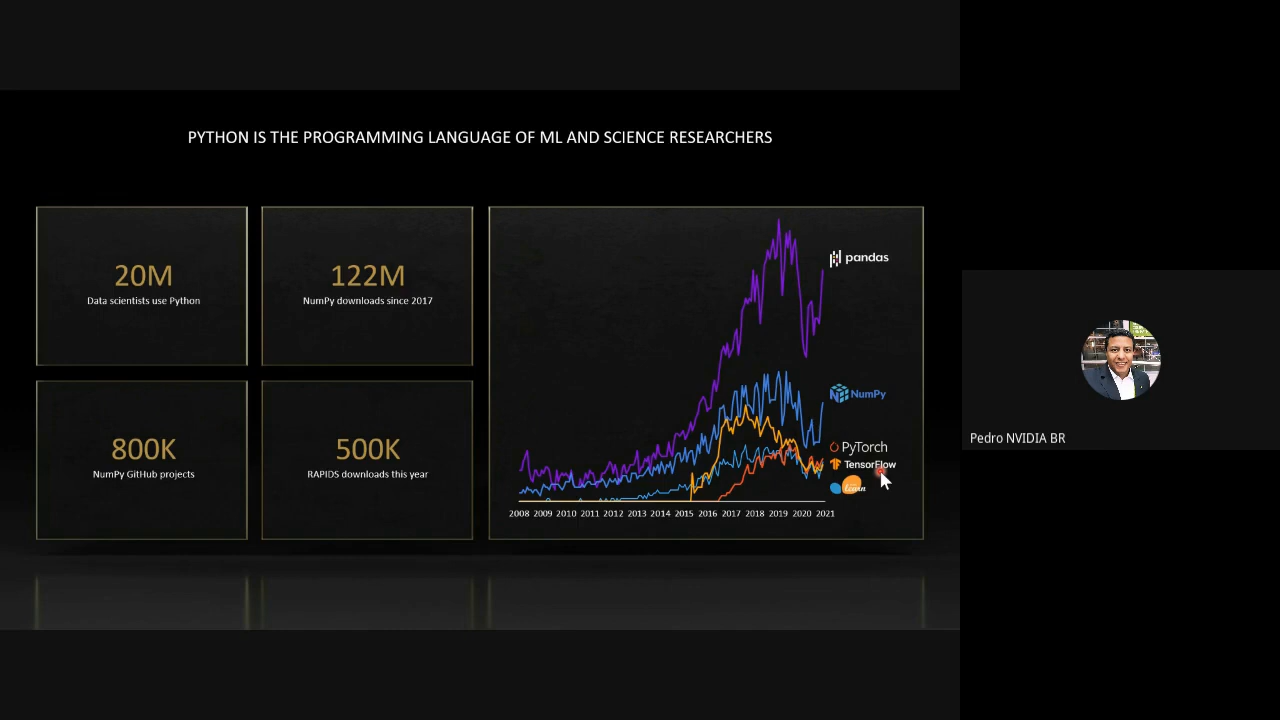 PYTHON IS THE PROGRAMMING LANGUAGE OF ML AND SCIENCE RESEARCHERS
20M
Data scientists use Python
122M
NumPy downloads since 2017
800K
NumPy GitHub projects
500K
RAPIDS downloads this year
pandas
NumPy
PyTorch
TensorFlow
learn
2008 2009 2010 2011 2012 2013 2014 2015 2016 2017 2018 2019 2020 2021
Pedro NVIDIA BR